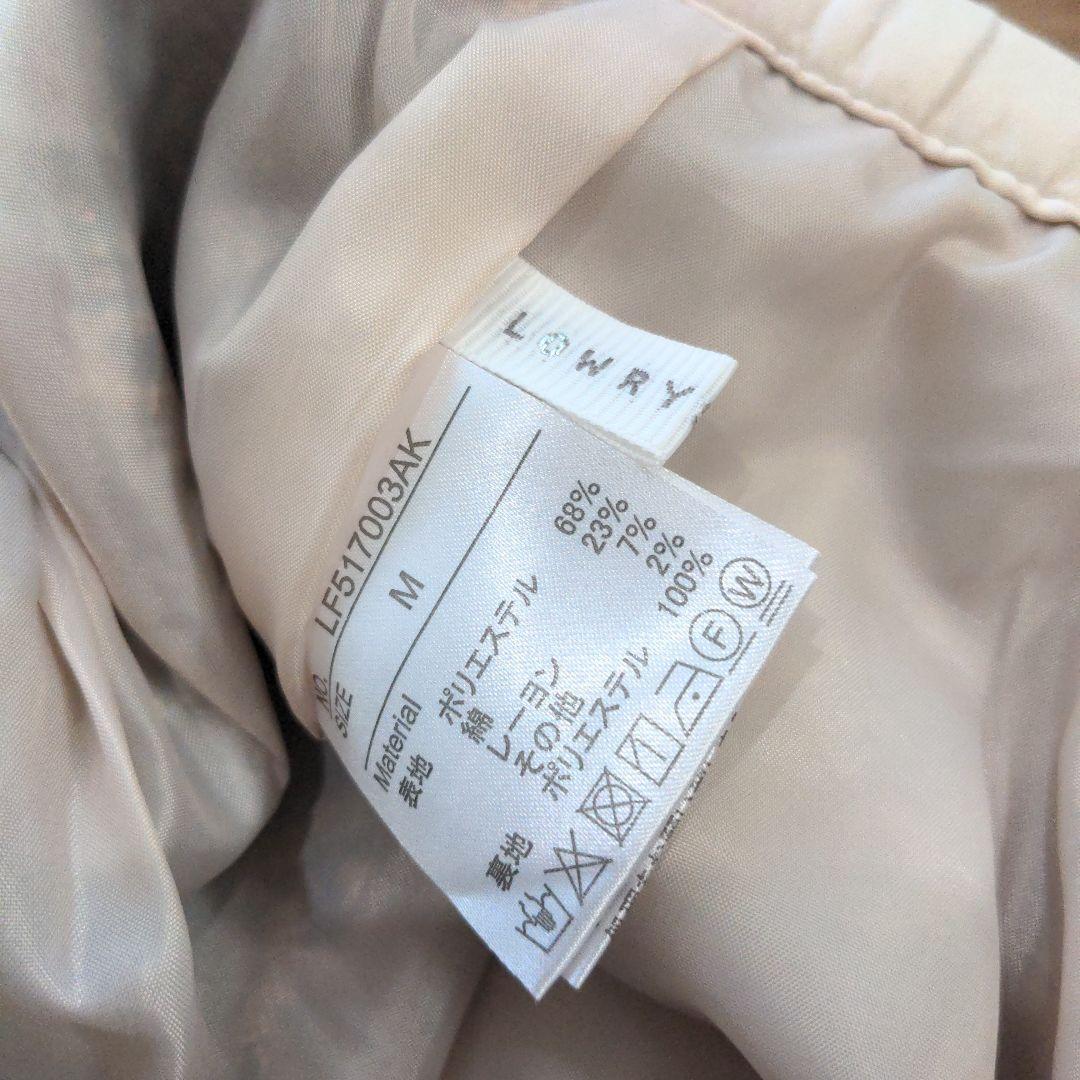 LOWRY
NO. LF517003AK
SIZE M
Material
表地 ポリエステル 68%
綿 23%
レーヨン 7%
その他 2%
裏地 ポリエステル 100%
F W